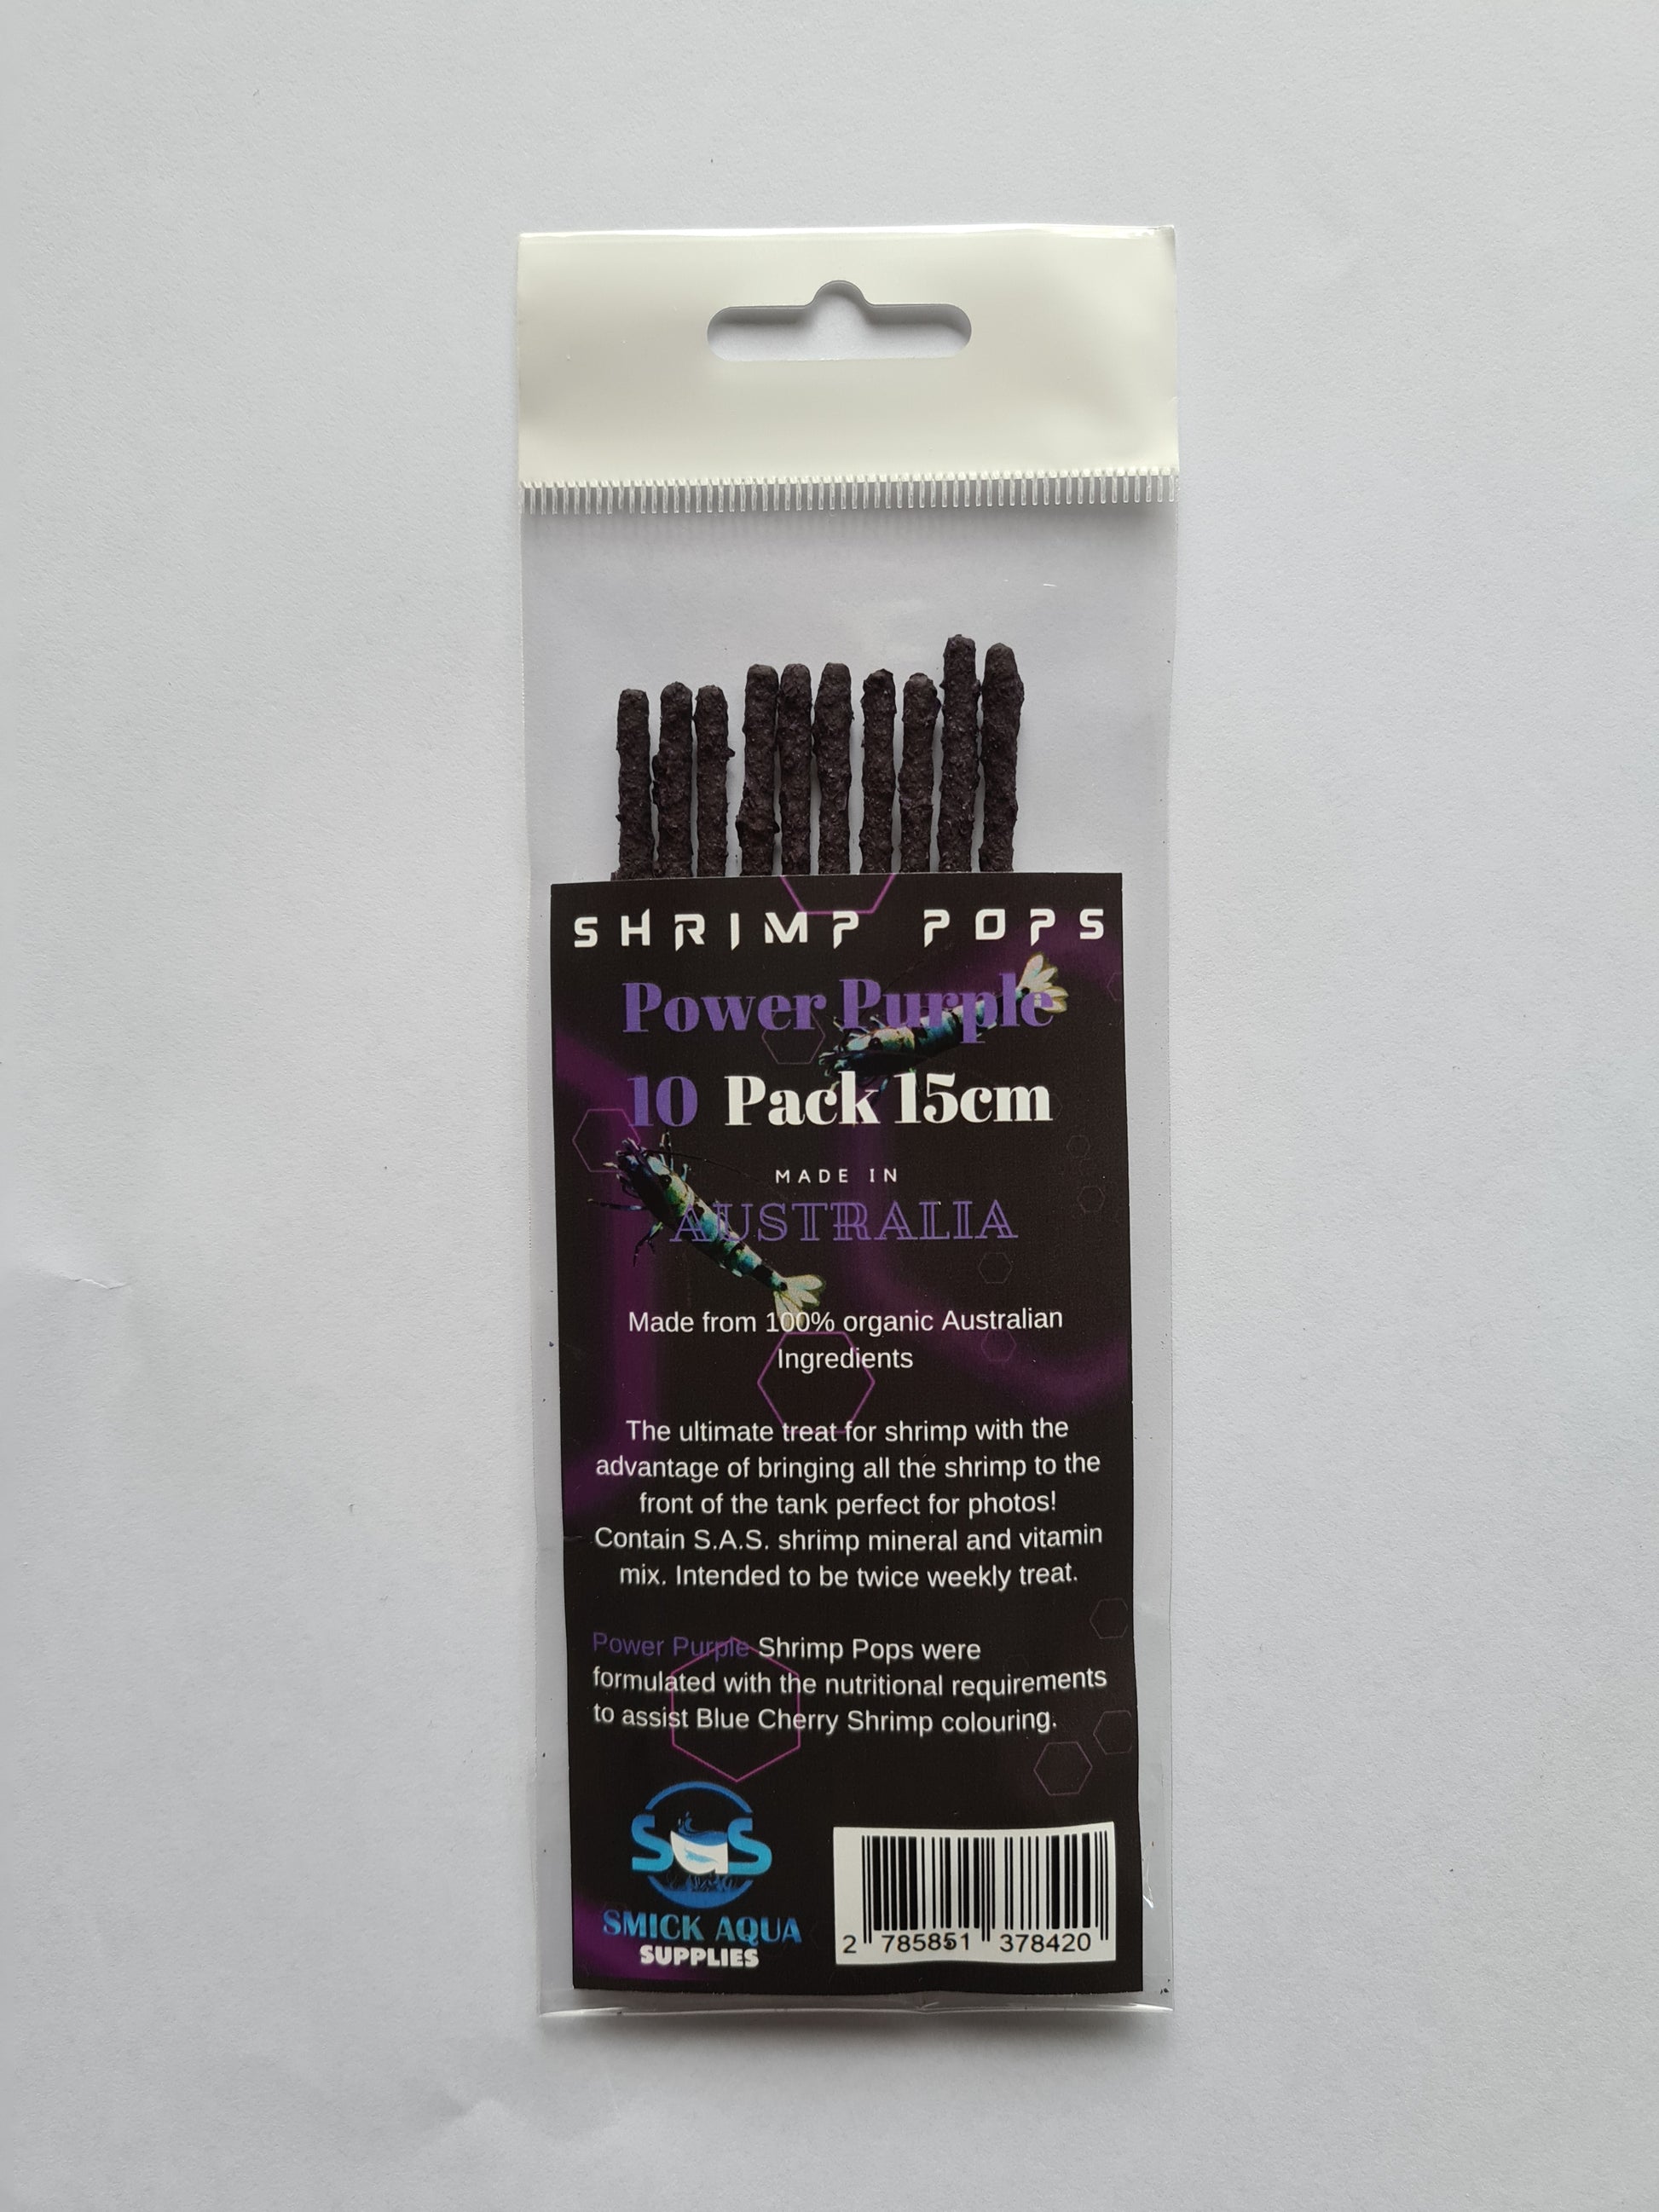 SHRIMP POPS
Power Purple
10 Pack 15cm
MADE IN
AUSTRALIA
Made from 100% organic Australian
Ingredients
The ultimate treat for shrimp with the
advantage of bringing all the shrimp to the
front of the tank perfect for photos!
Contain S.A.S. shrimp mineral and vitamin
mix. Intended to be twice weekly treat.
Power Purple Shrimp Pops were
formulated with the nutritional requirements
to assist Blue Cherry Shrimp colouring.
SaS
SMICK AQUA
SUPPLIES
2 785851 378420